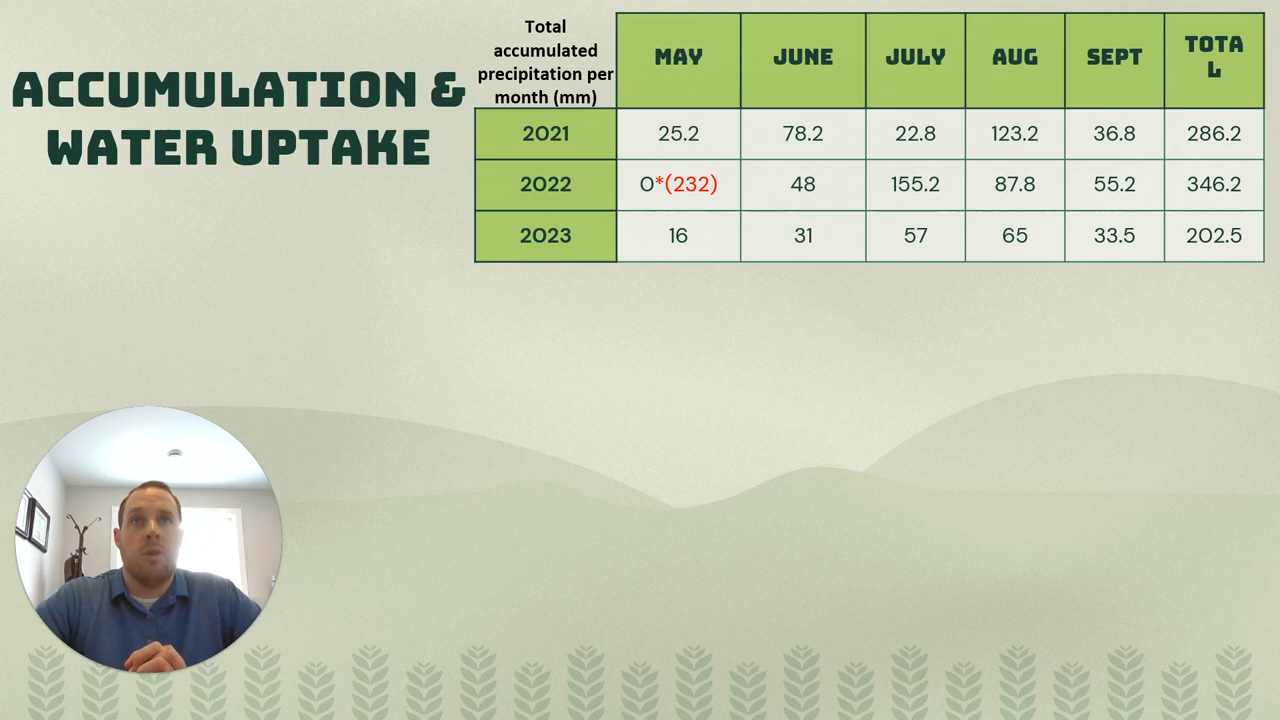 ACCUMULATION &
WATER UPTAKE
Total
accumulated
precipitation per
month (mm)
MAY JUNE JULY AUG SEPT TOTA
L
2021 25.2 78.2 22.8 123.2 36.8 286.2
2022 0*(232) 48 155.2 87.8 55.2 346.2
2023 16 31 57 65 33.5 202.5